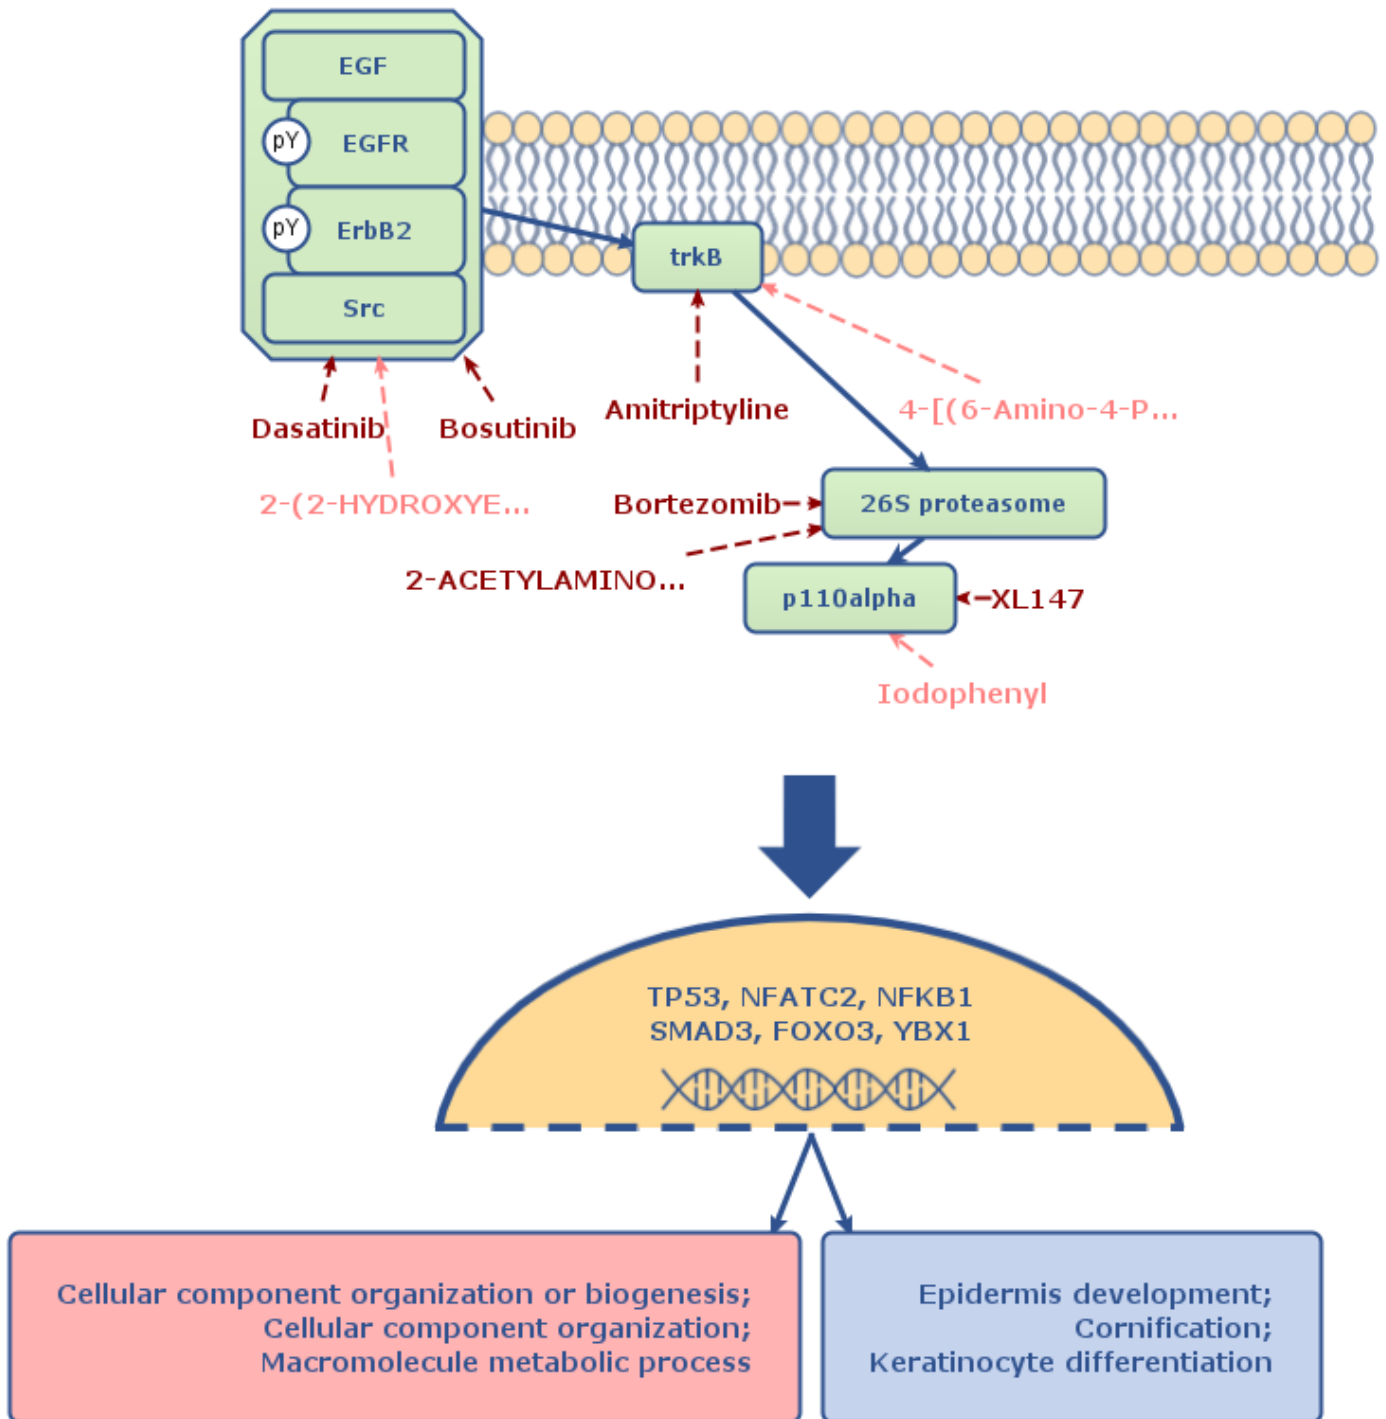 EGF
pY
EGFR
pY
ErbB2
Src
trkB
Dasatinib
Bosutinib
Amitriptyline
4-[(6-Amino-4-P...
2-(2-HYDROXYE...
Bortezomib
26S proteasome
2-ACETYLAMINO...
p110alpha
XL147
Iodophenyl
TP53, NFATC2, NFKB1
SMAD3, FOXO3, YBX1
Cellular component organization or biogenesis;
Cellular component organization;
Macromolecule metabolic process
Epidermis development;
Cornification;
Keratinocyte differentiation